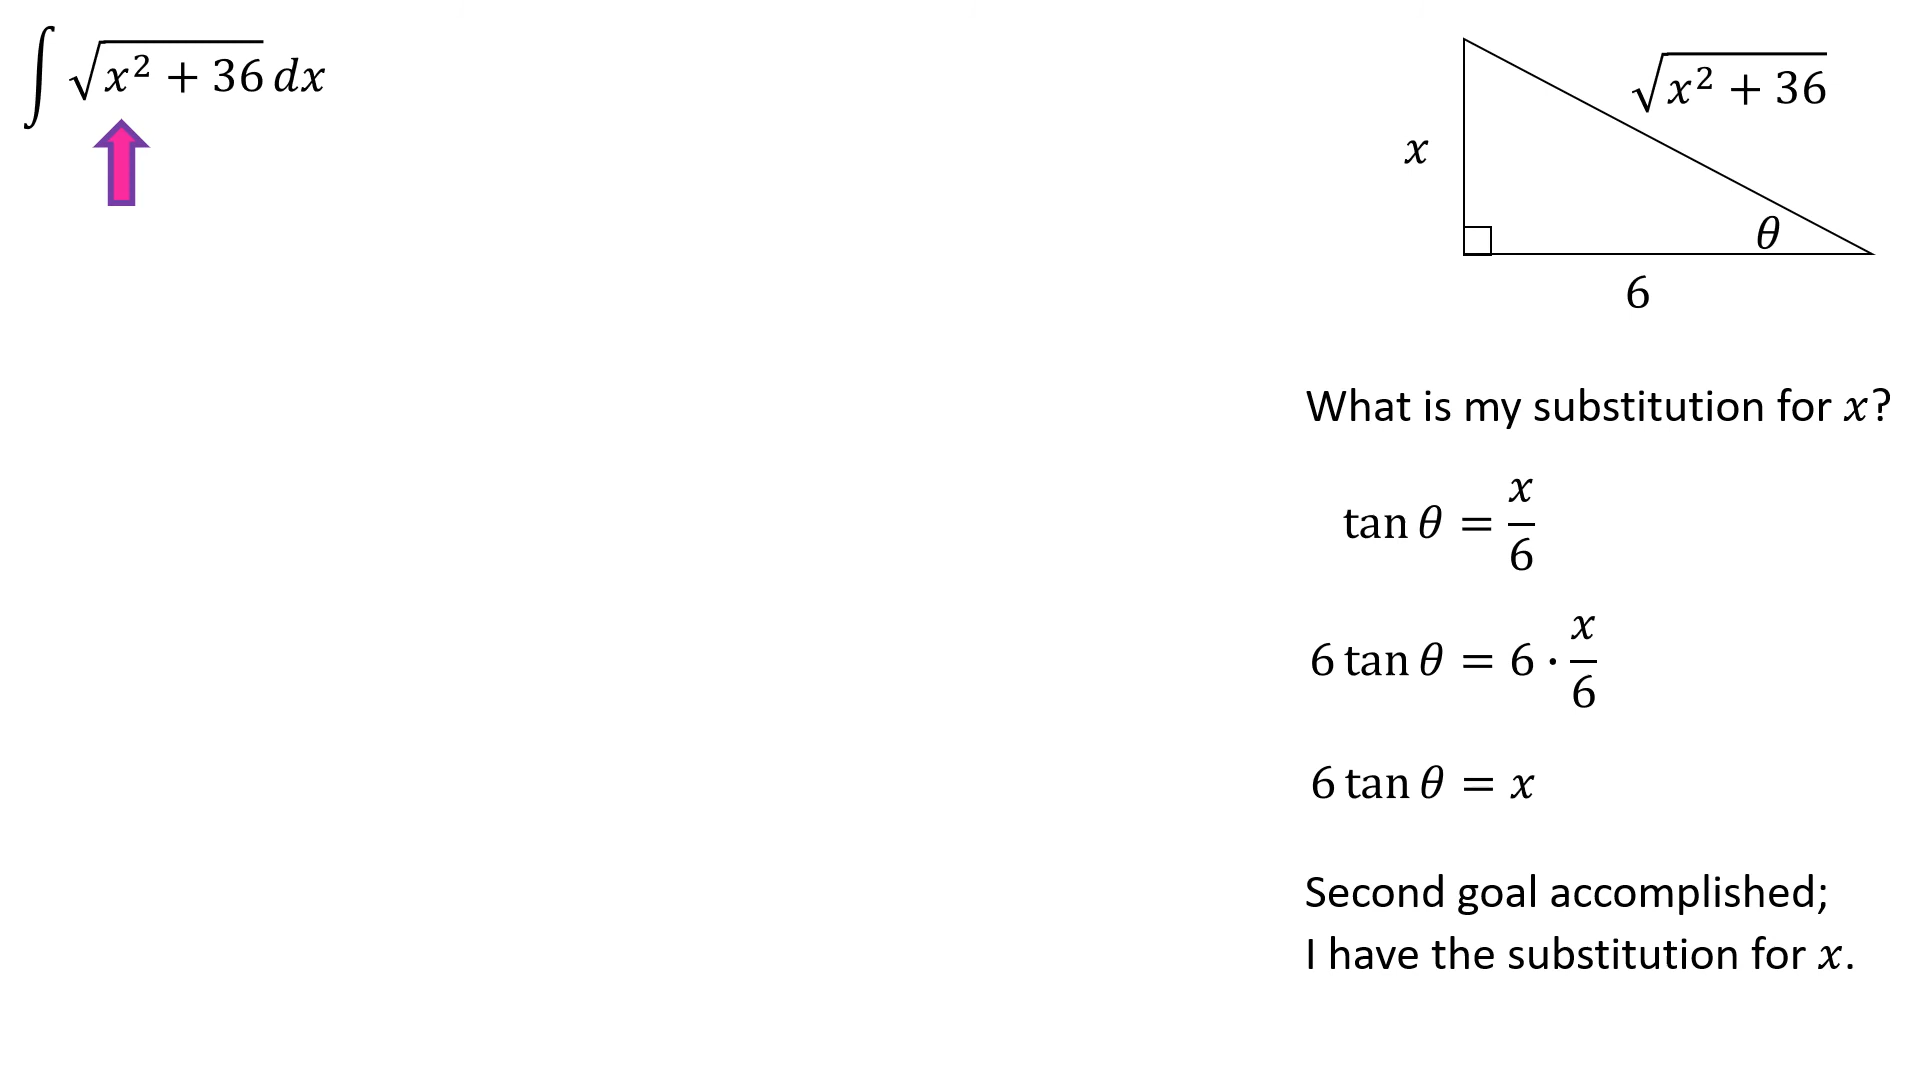 ∫ √(x² + 36) dx
√(x² + 36)
x
θ
6
What is my substitution for x?
tan θ = x/6
6 tan θ = 6 · x/6
6 tan θ = x
Second goal accomplished;
I have the substitution for x.